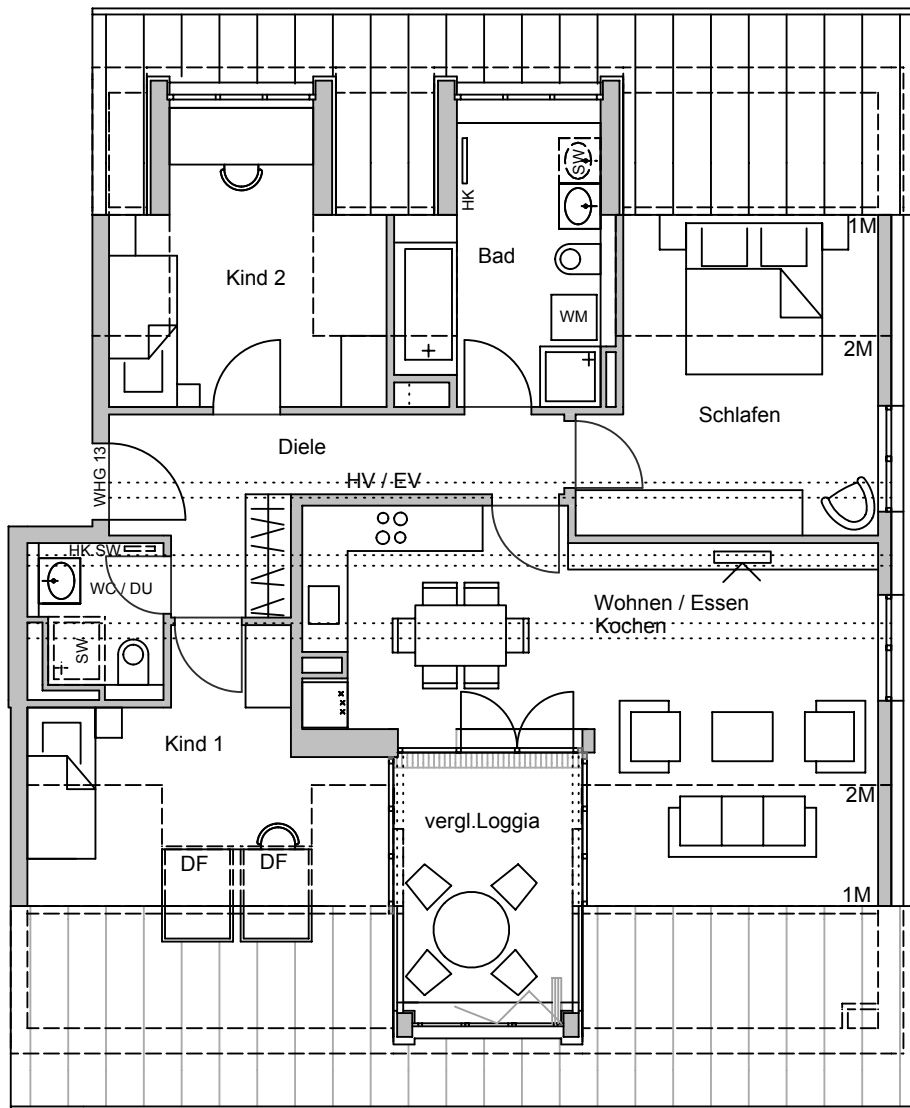 SW
HK
1M
Bad
Kind 2
WM
2M
Schlafen
Diele
WHG 13
HV / EV
HK SW
WC / DU
Wohnen / Essen
Kochen
SW
Kind 1
2M
vergl.Loggia
DF
DF
1M